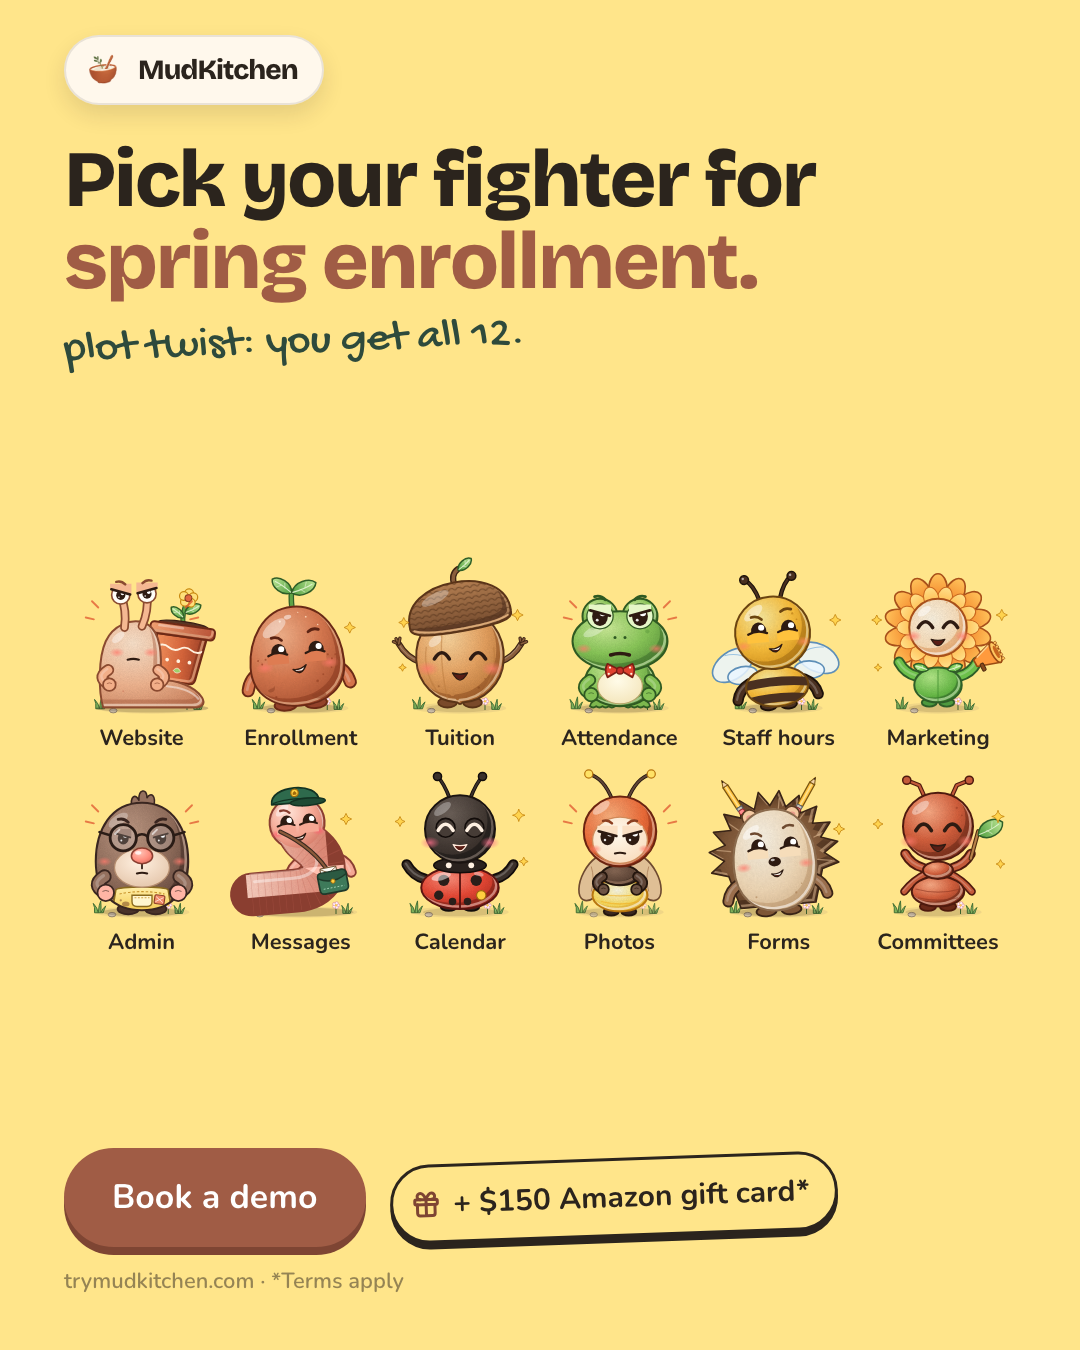 MudKitchen
Pick your fighter for
spring enrollment.
plot twist: you get all 12.
Website Enrollment Tuition Attendance Staff hours Marketing
Admin Messages Calendar Photos Forms Committees
Book a demo
+ $150 Amazon gift card*
trymudkitchen.com · *Terms apply